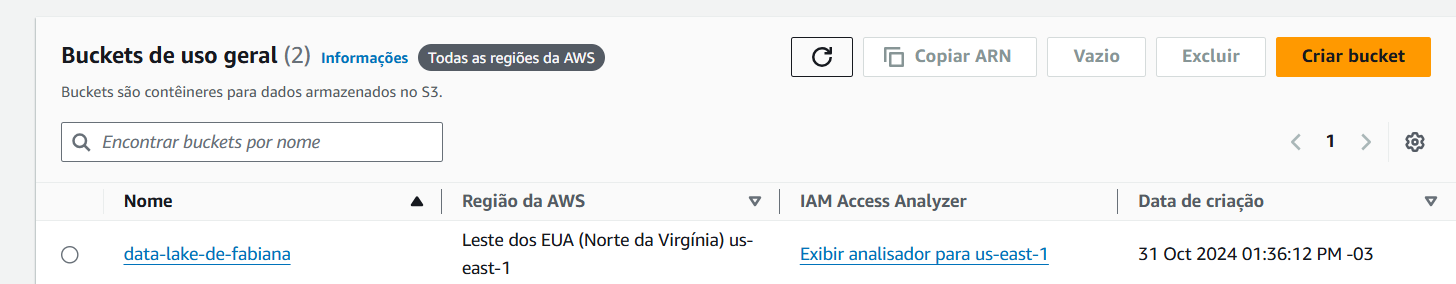 Buckets de uso geral (2) Informações Todas as regiões da AWS Copiar ARN Vazio Excluir Criar bucket
Buckets são contêineres para dados armazenados no S3.
Encontrar buckets por nome 1
Nome Região da AWS IAM Access Analyzer Data de criação
data-lake-de-fabiana Leste dos EUA (Norte da Virgínia) us-east-1 Exibir analisador para us-east-1 31 Oct 2024 01:36:12 PM -03